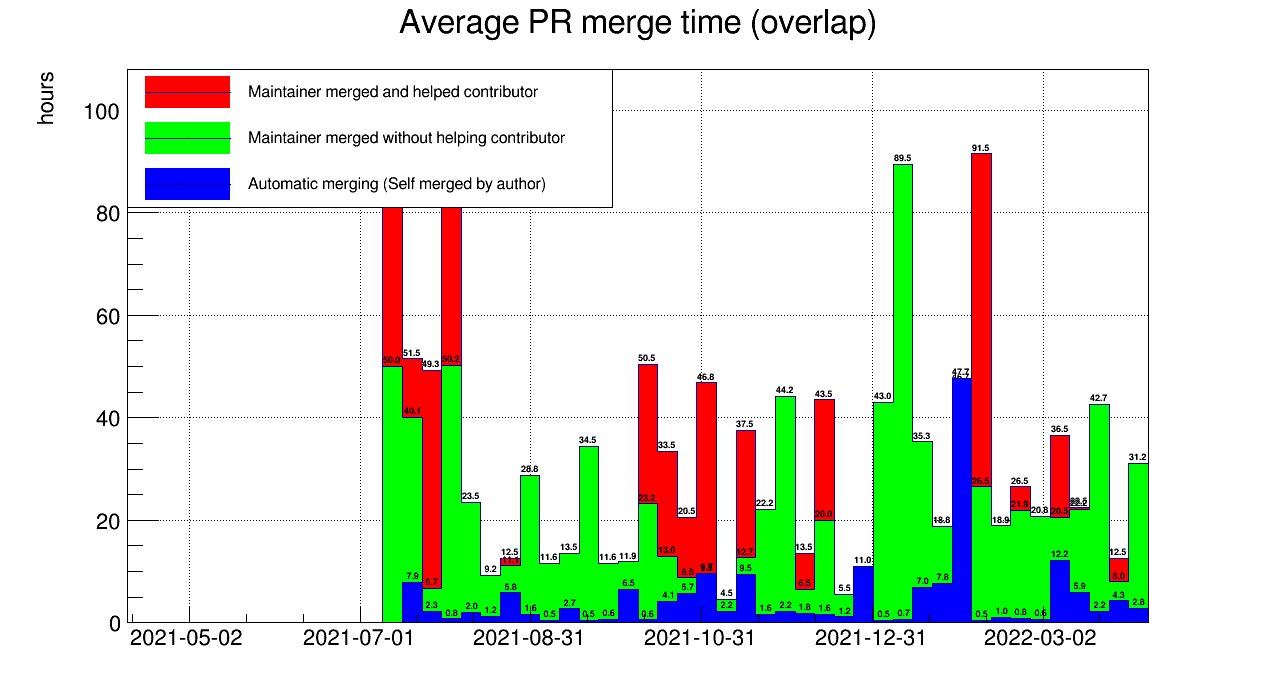 Average PR merge time (overlap)
hours
Maintainer merged and helped contributor
Maintainer merged without helping contributor
Automatic merging (Self merged by author)
100
80
60
40
20
0
91.5
89.5
50.0 51.5 49.3 50.2 50.5 46.8 47.7
40.1 44.2 43.5 43.0 42.7
34.5 33.5 37.5 35.3 36.5
28.8 26.5 26.5 31.2
23.5 23.2 20.5 22.2 20.0 18.8 18.9 21.9 20.8 20.5
12.5 11.1 11.6 13.5 11.6 11.9 13.0 12.7 13.5 11.0 12.2 12.5
7.9 6.7 9.2 5.8 6.5 8.8 5.7 9.5 6.5 5.5 7.0 7.8 5.9 8.0
2.3 0.8 2.0 1.2 1.6 0.5 2.7 0.5 0.6 0.6 4.1 4.5 2.2 1.6 2.2 1.8 1.6 1.2 0.5 0.7 0.5 1.0 0.8 0.6 2.2 4.3 2.8
2021-05-02 2021-07-01 2021-08-31 2021-10-31 2021-12-31 2022-03-02